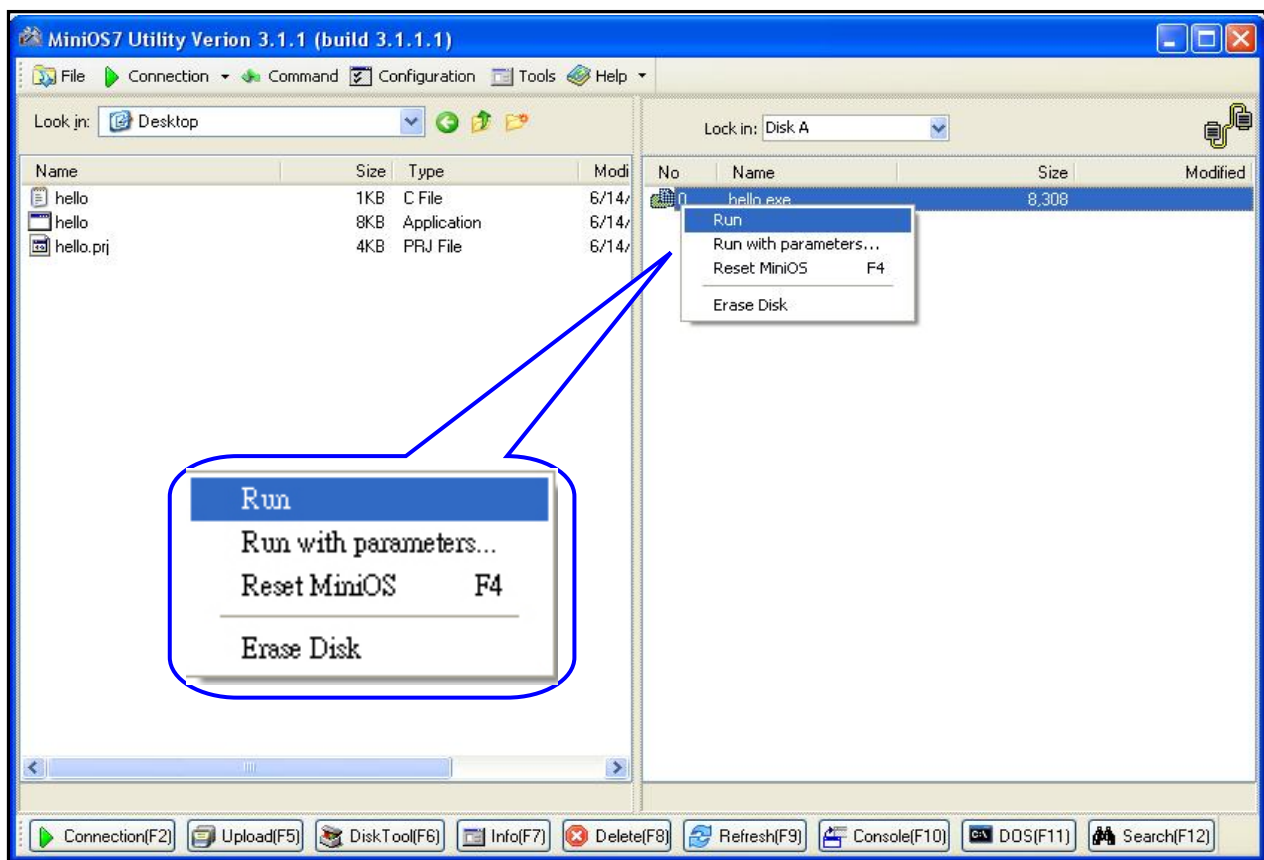 MiniOS7 Utility Verion 3.1.1 (build 3.1.1.1)
File Connection Command Configuration Tools Help
Look in: Desktop
Lock in: Disk A
Name Size Type Modi
No Name Size Modified
hello 1KB C File 6/14/
hello 8KB Application 6/14/
hello.prj 4KB PRJ File 6/14/
0 hello.exe 8,308
Run
Run with parameters...
Reset MiniOS F4
Erase Disk
Run
Run with parameters...
Reset MiniOS F4
Erase Disk
Connection(F2) Upload(F5) DiskTool(F6) Info(F7) Delete(F8) Refresh(F9) Console(F10) DOS(F11) Search(F12)